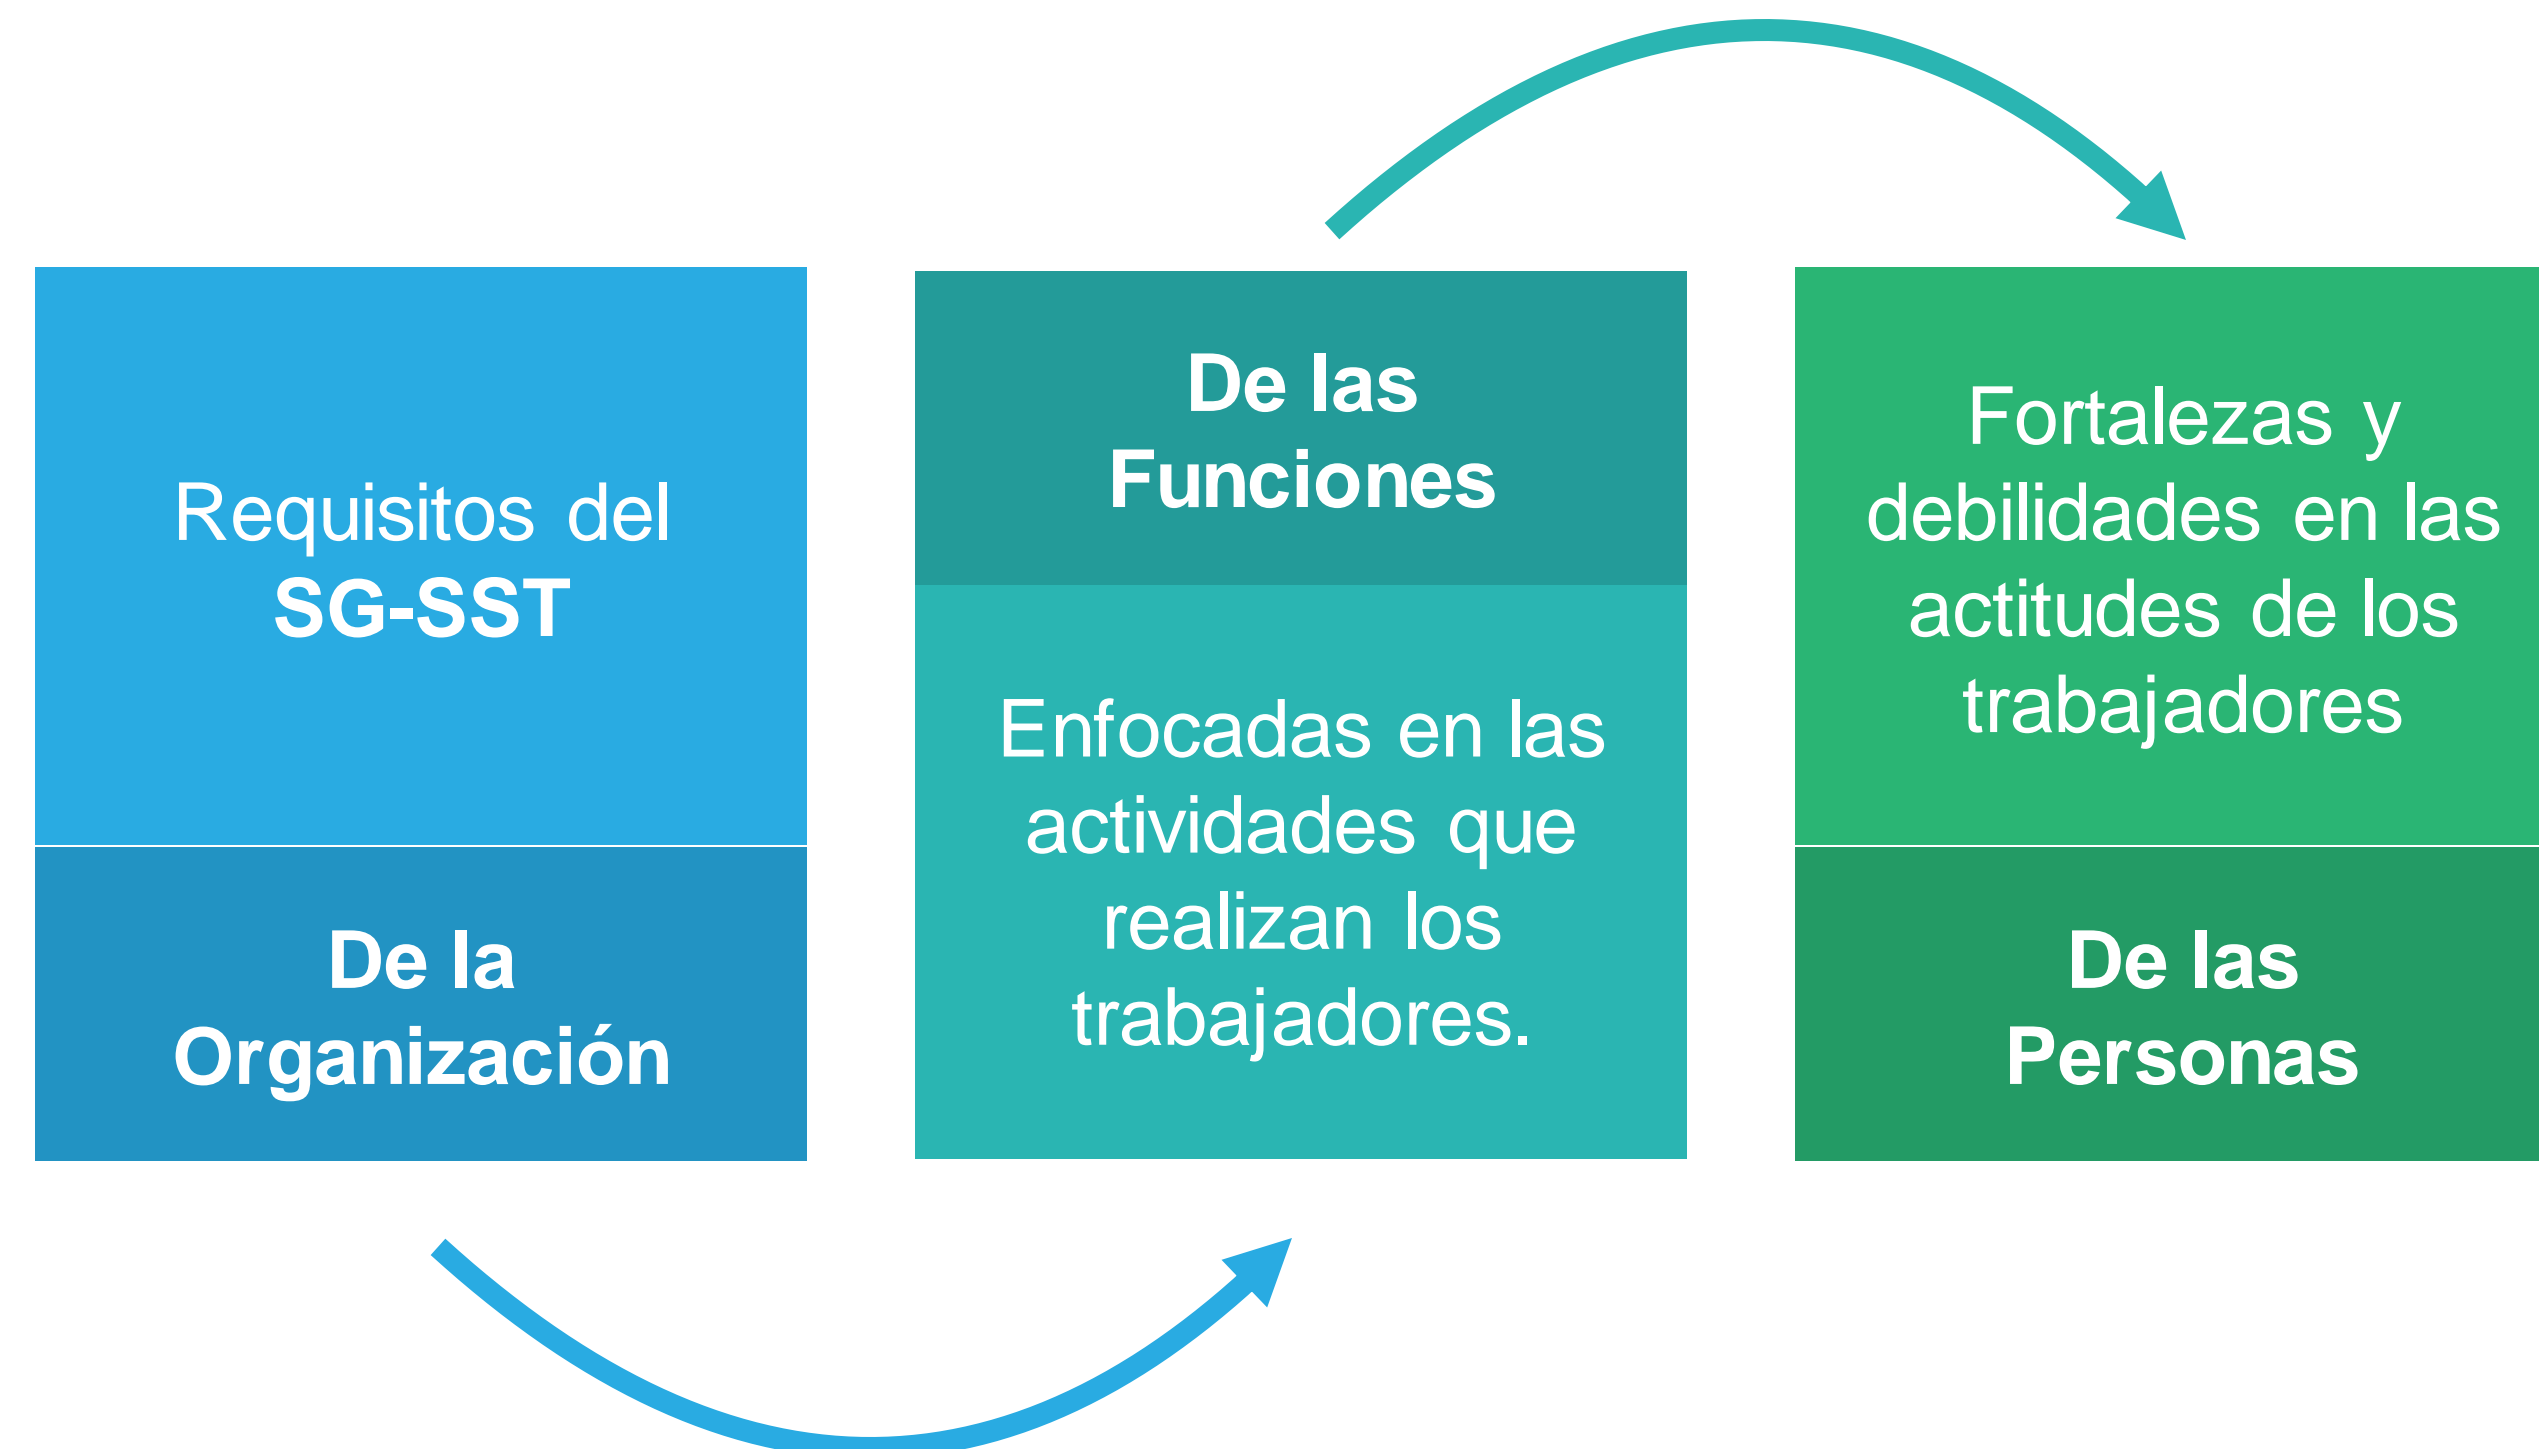 Requisitos del
SG-SST
De la
Organización
De las
Funciones
Enfocadas en las
actividades que
realizan los
trabajadores.
Fortalezas y
debilidades en las
actitudes de los
trabajadores
De las
Personas